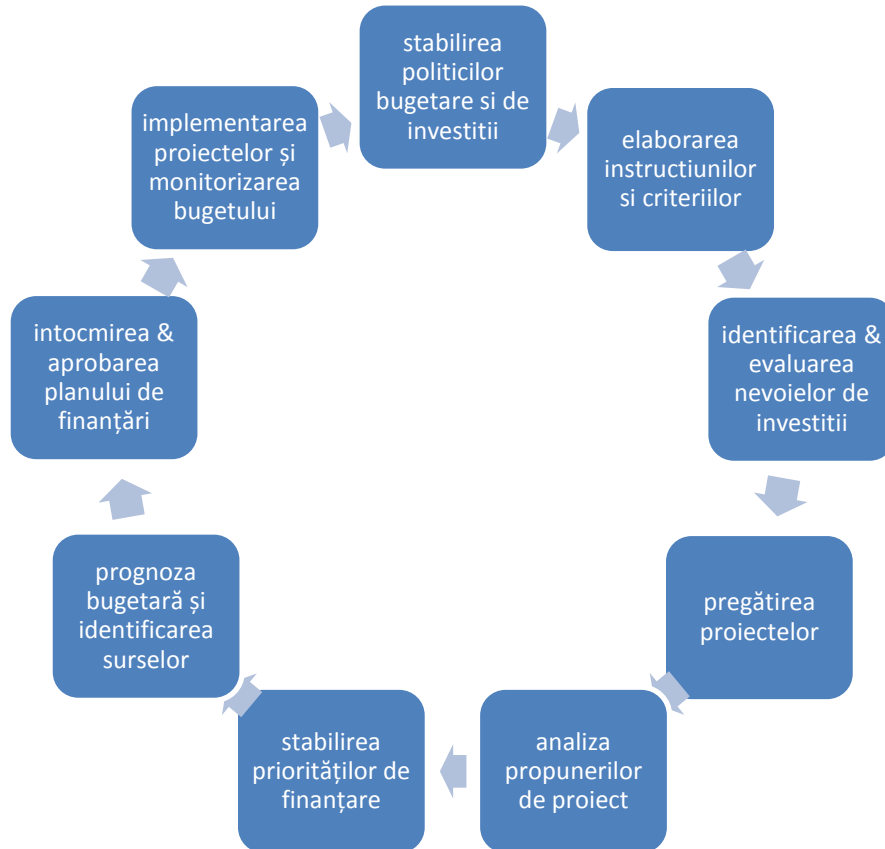 stabilirea
politicilor
bugetare si de
investitii
elaborarea
instructiunilor
si criteriilor
identificarea &
evaluarea
nevoielor de
investitii
pregătirea
proiectelor
analiza
propunerilor
de proiect
stabilirea
priorităților de
finanțare
prognoza
bugetară și
identificarea
surselor
intocmirea &
aprobarea
planului de
finanțări
implementarea
proiectelor și
monitorizarea
bugetului